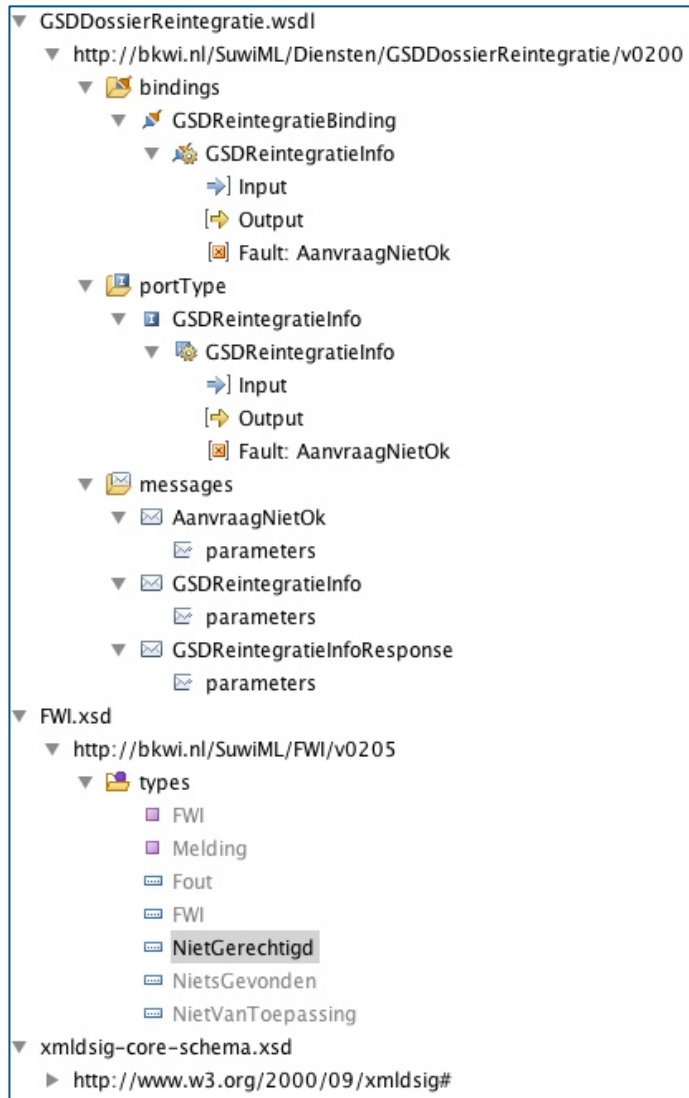 GSDDossierReintegratie.wsdl
http://bkwi.nl/SuwiML/Diensten/GSDDossierReintegratie/v0200
bindings
GSDReintegratieBinding
GSDReintegratieInfo
Input
Output
Fault: AanvraagNietOk
portType
GSDReintegratieInfo
GSDReintegratieInfo
Input
Output
Fault: AanvraagNietOk
messages
AanvraagNietOk
parameters
GSDReintegratieInfo
parameters
GSDReintegratieInfoResponse
parameters
FWI.xsd
http://bkwi.nl/SuwiML/FWI/v0205
types
FWI
Melding
Fout
FWI
NietGerechtigd
NietsGevonden
NietVanToepassing
xmldsig-core-schema.xsd
http://www.w3.org/2000/09/xmldsig#